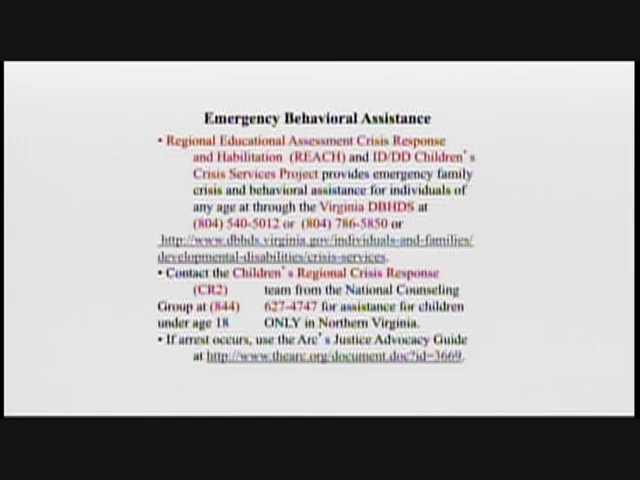 Emergency Behavioral Assistance
• Regional Educational Assessment Crisis Response
and Habilitation (REACH) and ID/DD Children's
Crisis Services Project provides emergency family
crisis and behavioral assistance for individuals of
any age at through the Virginia DBHDS at
(804) 540-5012 or (804) 786-5850 or
http://www.dbhds.virginia.gov/individuals-and-families/
developmental-disabilities/crisis-services.
• Contact the Children's Regional Crisis Response
(CR2) team from the National Counseling
Group at (844) 627-4747 for assistance for children
under age 18 ONLY in Northern Virginia.
• If arrest occurs, use the Arc's Justice Advocacy Guide
at http://www.thearc.org/document.doc?id=3669.